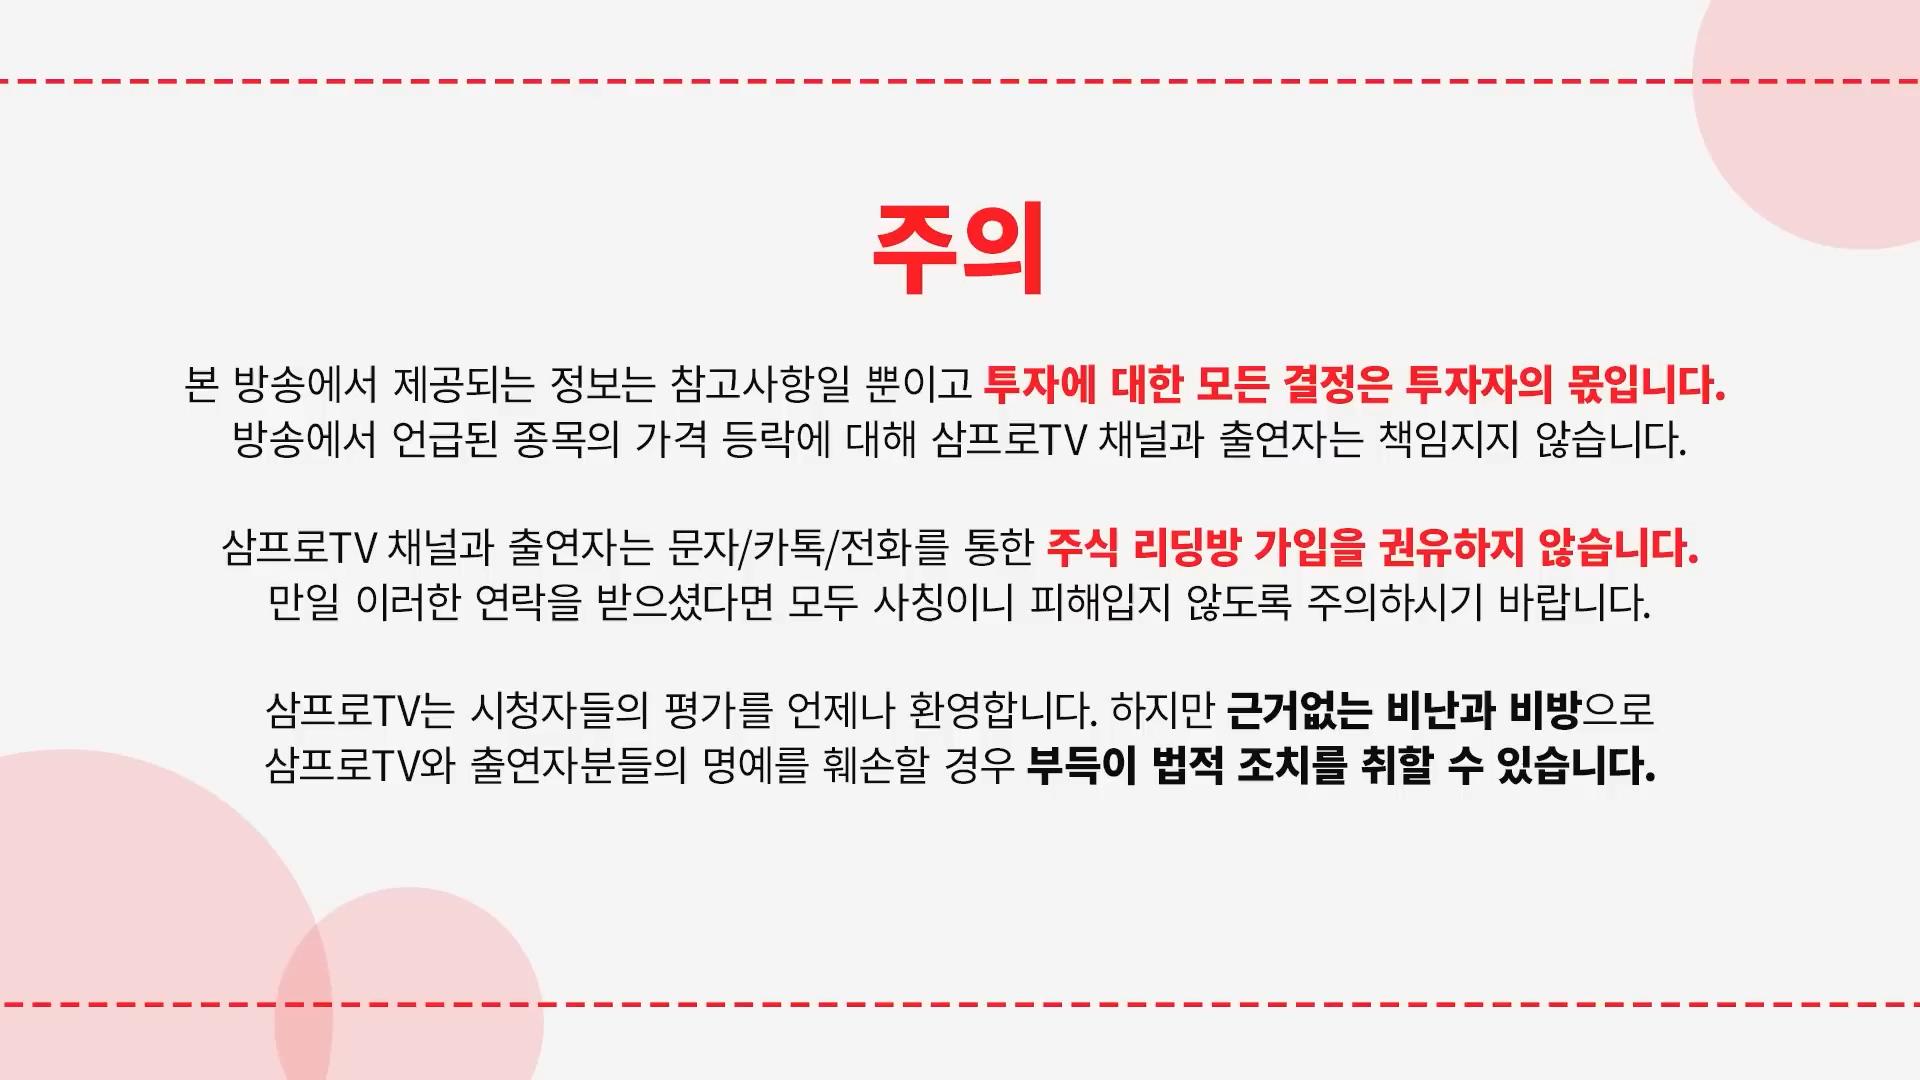 주의
본 방송에서 제공되는 정보는 참고사항일 뿐이고 투자에 대한 모든 결정은 투자자의 몫입니다.
방송에서 언급된 종목의 가격 등락에 대해 삼프로TV 채널과 출연자는 책임지지 않습니다.
삼프로TV 채널과 출연자는 문자/카톡/전화를 통한 주식 리딩방 가입을 권유하지 않습니다.
만일 이러한 연락을 받으셨다면 모두 사칭이니 피해입지 않도록 주의하시기 바랍니다.
삼프로TV는 시청자들의 평가를 언제나 환영합니다. 하지만 근거없는 비난과 비방으로
삼프로TV와 출연자분들의 명예를 훼손할 경우 부득이 법적 조치를 취할 수 있습니다.